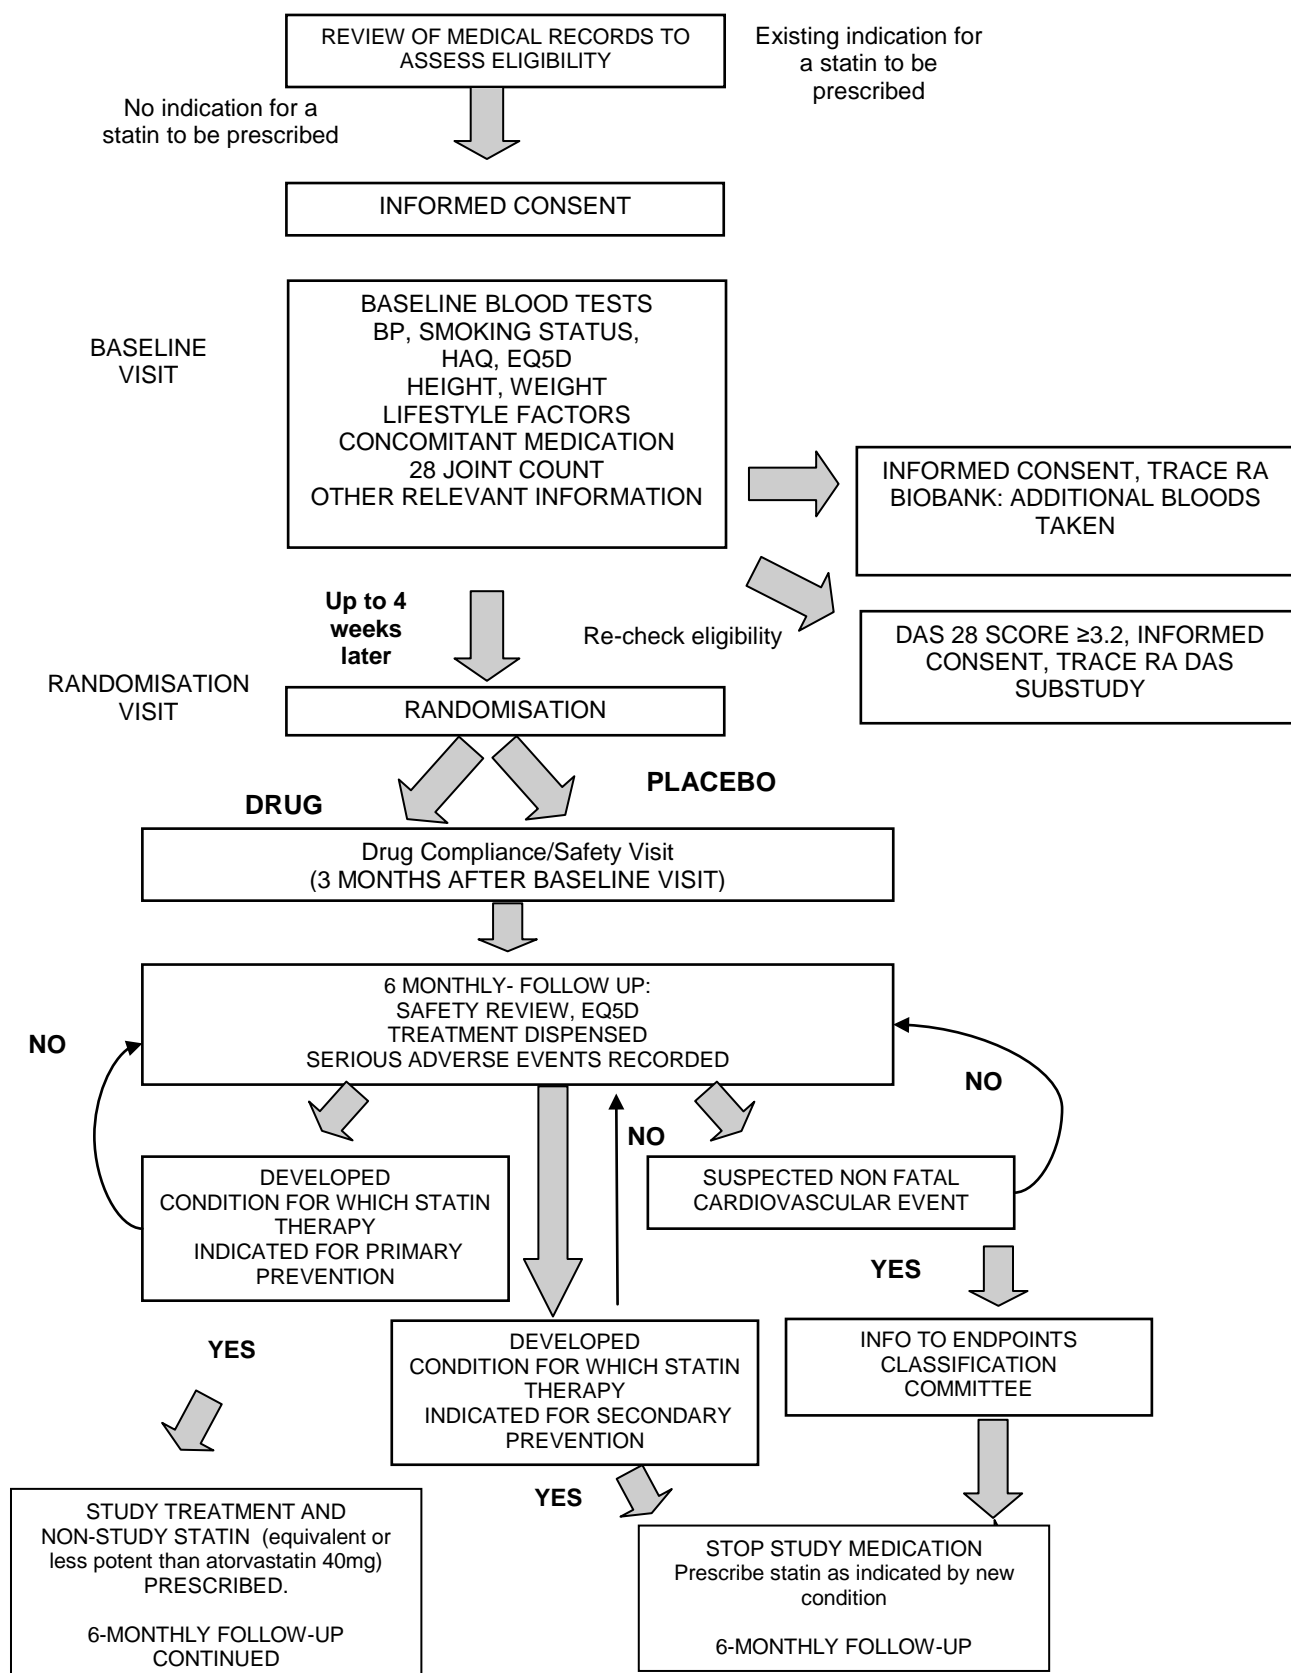 REVIEW OF MEDICAL RECORDS TO
ASSESS ELIGIBILITY
Existing indication for
a statin to be
prescribed
No indication for a
statin to be prescribed
INFORMED CONSENT
BASELINE
VISIT
BASELINE BLOOD TESTS
BP, SMOKING STATUS,
HAQ, EQ5D
HEIGHT, WEIGHT
LIFESTYLE FACTORS
CONCOMITANT MEDICATION
28 JOINT COUNT
OTHER RELEVANT INFORMATION
INFORMED CONSENT, TRACE RA
BIOBANK: ADDITIONAL BLOODS
TAKEN
Up to 4
weeks
later
Re-check eligibility
DAS 28 SCORE ≥3.2, INFORMED
CONSENT, TRACE RA DAS
SUBSTUDY
RANDOMISATION
VISIT
RANDOMISATION
DRUG
PLACEBO
Drug Compliance/Safety Visit
(3 MONTHS AFTER BASELINE VISIT)
6 MONTHLY- FOLLOW UP:
SAFETY REVIEW, EQ5D
TREATMENT DISPENSED
SERIOUS ADVERSE EVENTS RECORDED
NO
NO
NO
DEVELOPED
CONDITION FOR WHICH STATIN
THERAPY
INDICATED FOR PRIMARY
PREVENTION
SUSPECTED NON FATAL
CARDIOVASCULAR EVENT
YES
YES
DEVELOPED
CONDITION FOR WHICH STATIN
THERAPY
INDICATED FOR SECONDARY
PREVENTION
INFO TO ENDPOINTS
CLASSIFICATION
COMMITTEE
YES
STUDY TREATMENT AND
NON-STUDY STATIN (equivalent or
less potent than atorvastatin 40mg)
PRESCRIBED.
6-MONTHLY FOLLOW-UP
CONTINUED
STOP STUDY MEDICATION
Prescribe statin as indicated by new
condition
6-MONTHLY FOLLOW-UP